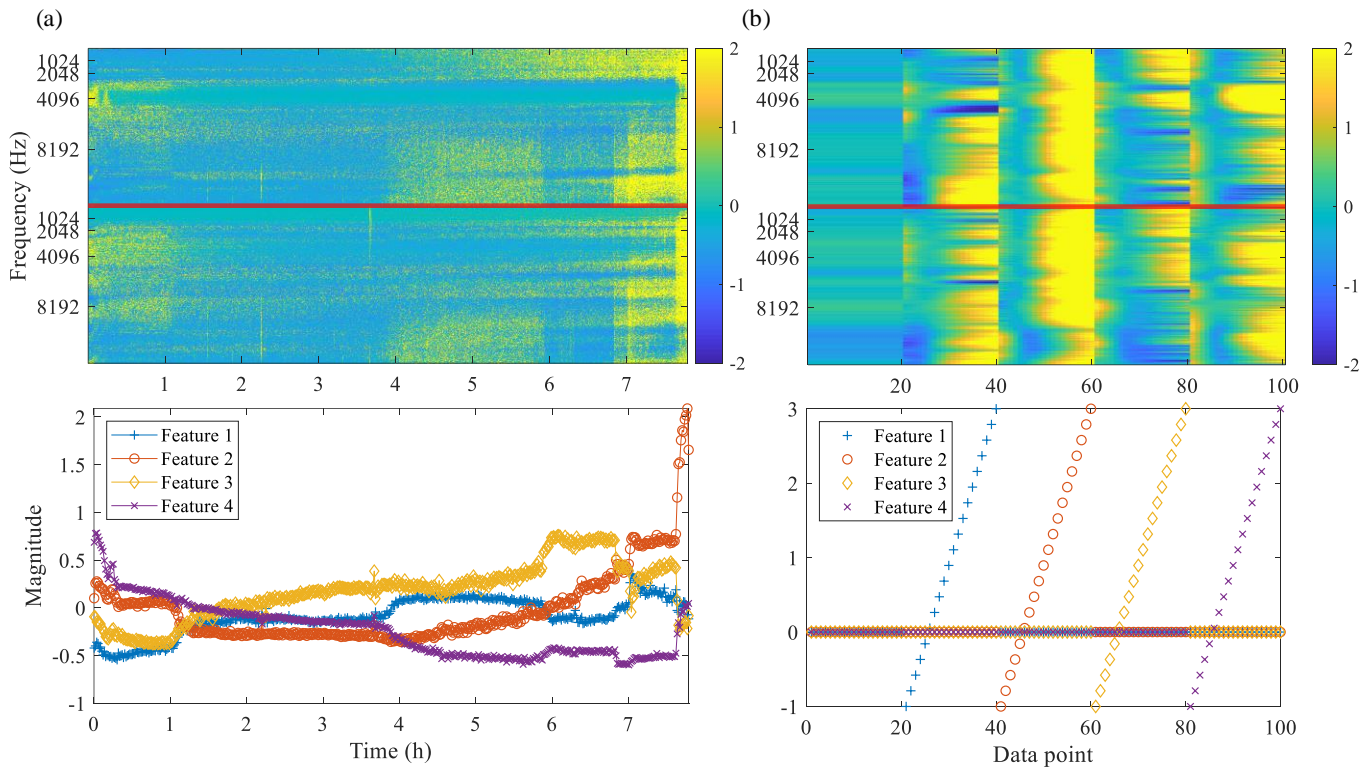 (a)
(b)
Frequency (Hz)
1024
2048
4096
8192
1024
2048
4096
8192
1 2 3 4 5 6 7
2
1
0
-1
-2
1024
2048
4096
8192
1024
2048
4096
8192
20 40 60 80 100
2
1
0
-1
-2
Magnitude
2
1.5
1
0.5
0
-0.5
-1
Feature 1
Feature 2
Feature 3
Feature 4
0 1 2 3 4 5 6 7
Time (h)
3
2
1
0
-1
Feature 1
Feature 2
Feature 3
Feature 4
0 20 40 60 80 100
Data point